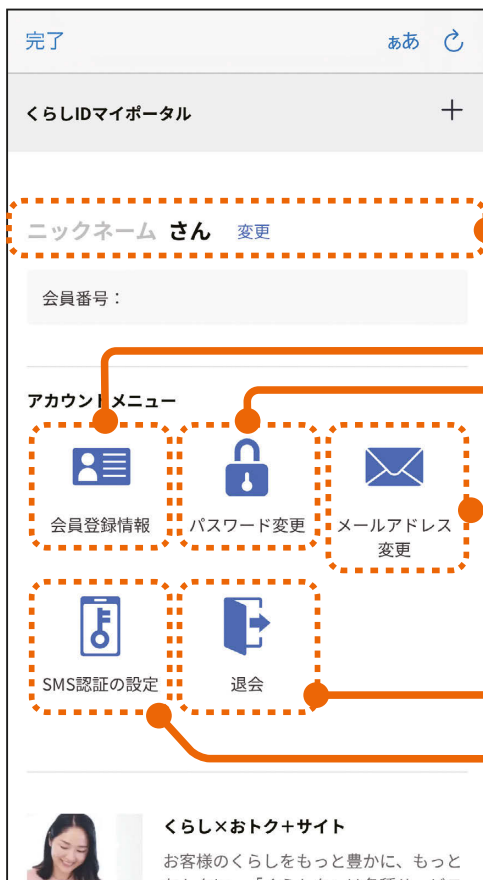 完了 ぁあ
くらしIDマイポータル
ニックネーム さん 変更
会員番号：
アカウントメニュー
会員登録情報 パスワード変更 メールアドレス
変更
SMS認証の設定 退会
くらし×おトク+サイト
お客様のくらしをもっと豊かに、もっと